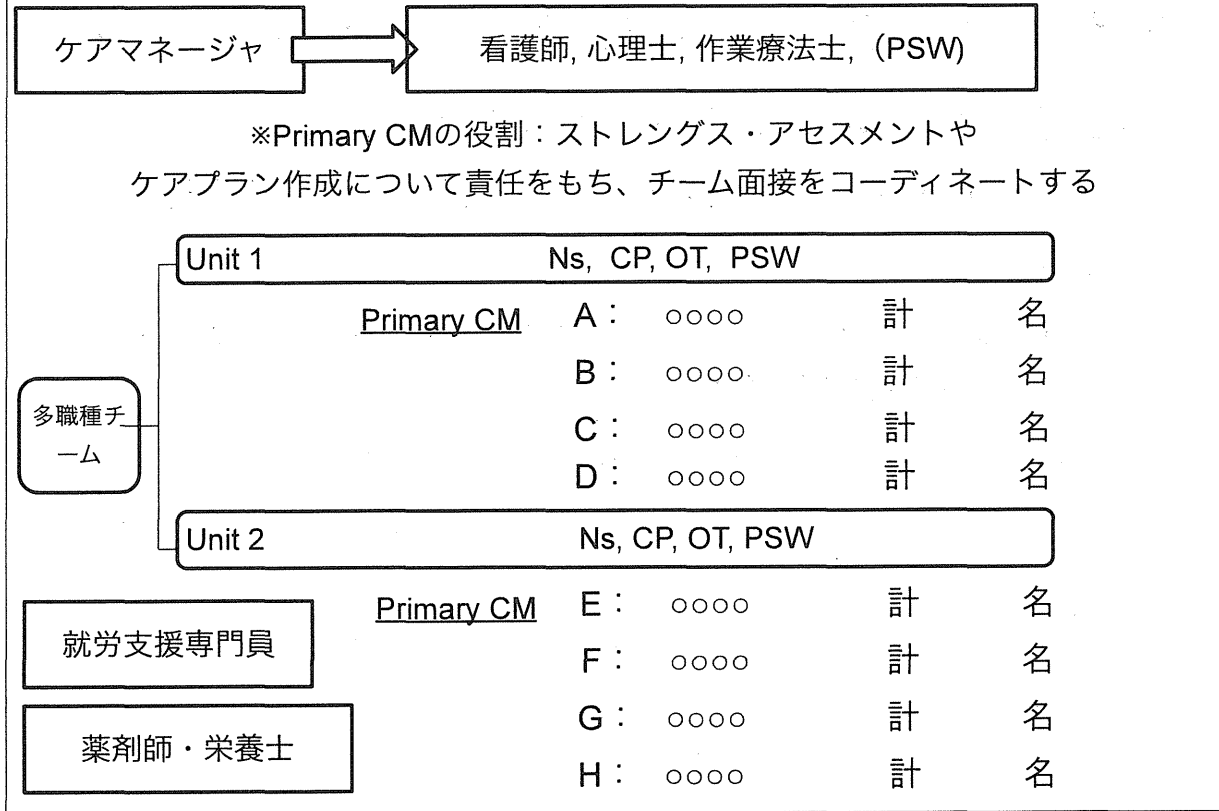 ケアマネージャ
看護師, 心理士, 作業療法士,（PSW)
※Primary CMの役割：ストレングス・アセスメントや
ケアプラン作成について責任をもち、チーム面接をコーディネートする
Unit 1 Ns, CP, OT, PSW
Primary CM A： ○○○○ 計 名
B： ○○○○ 計 名
C： ○○○○ 計 名
D： ○○○○ 計 名
多職種チ
ーム
Unit 2 Ns, CP, OT, PSW
Primary CM E： ○○○○ 計 名
F： ○○○○ 計 名
G： ○○○○ 計 名
H： ○○○○ 計 名
就労支援専門員
薬剤師・栄養士